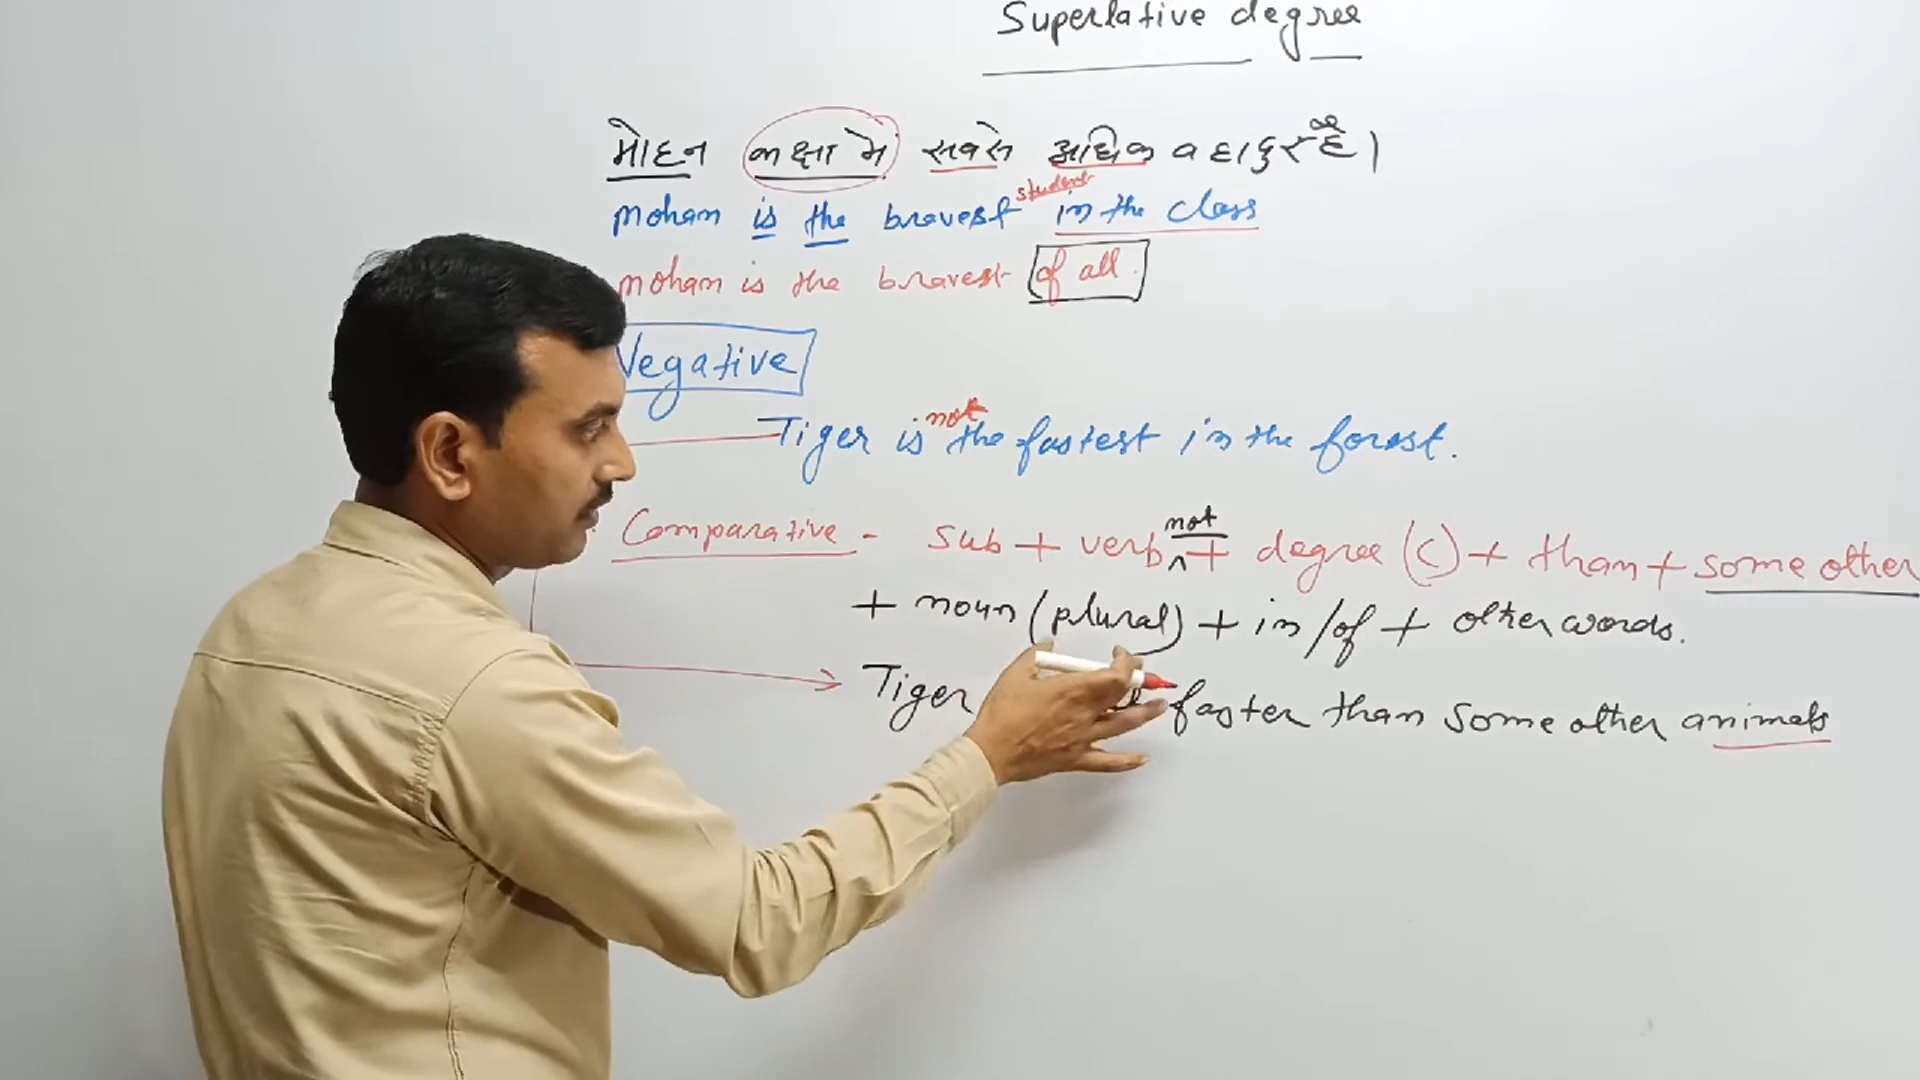 Superlative degree
मोहन कक्षा में सबसे अधिक बहादुर है।
student
Mohan is the bravest in the class
Mohan is the bravest of all.
Negative
not
Tiger is the fastest in the forest.
not
Comparative - sub + verb ^ + degree (C) + than + some other
+ noun (plural) + in/of + other words.
Tiger faster than some other animals